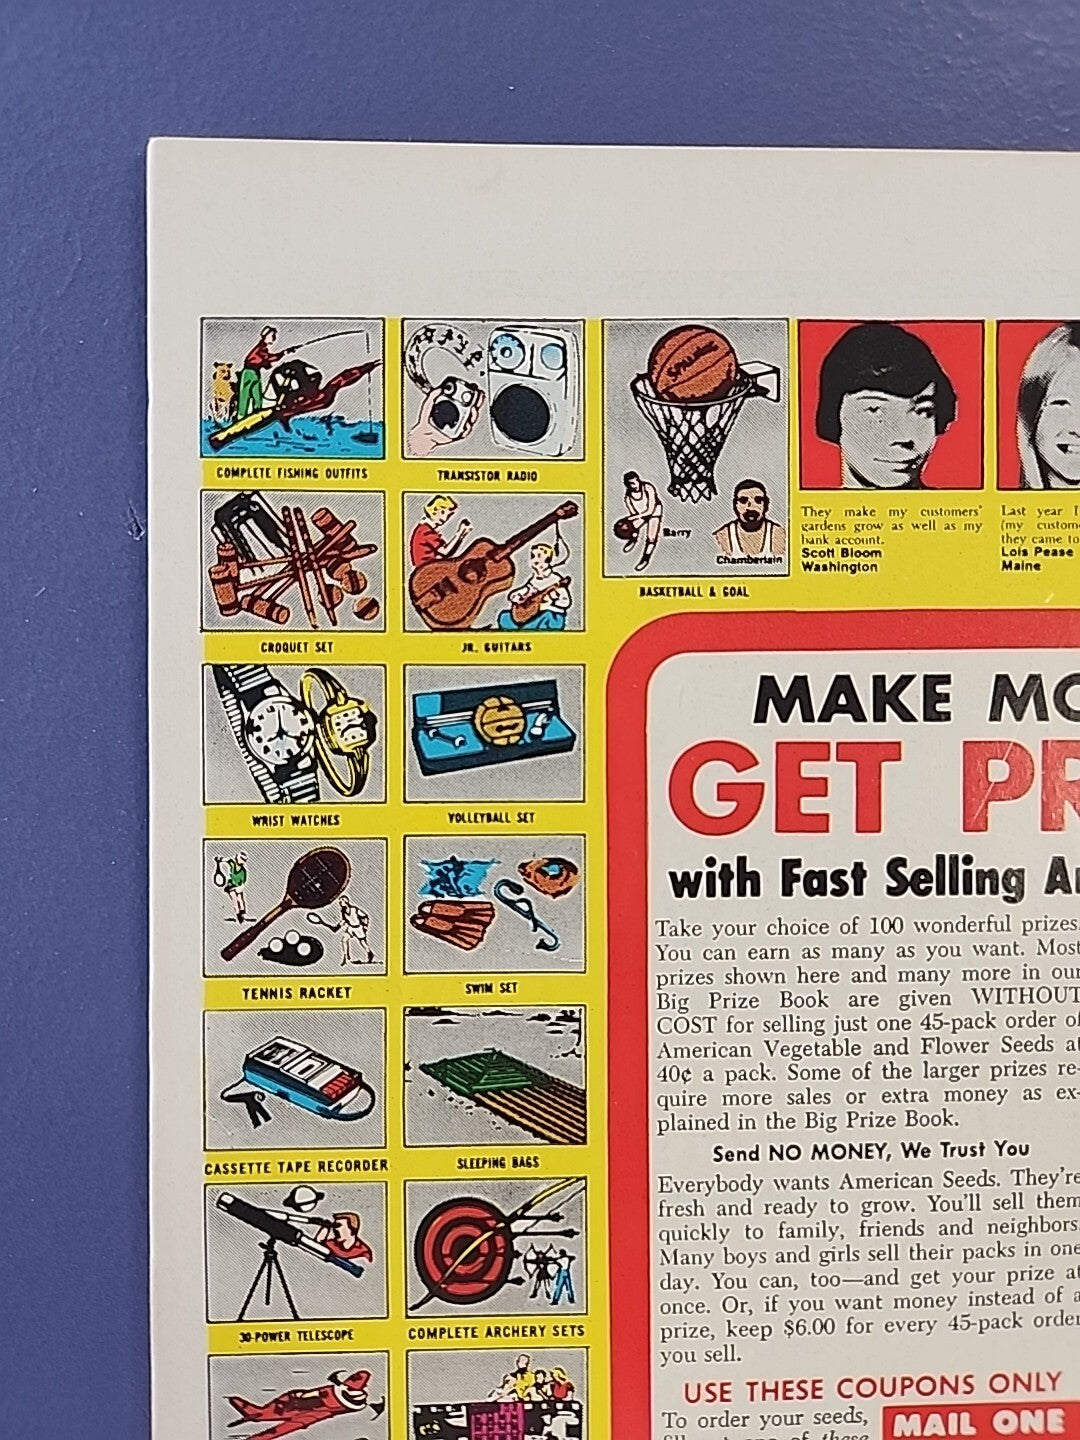 COMPLETE FISHING OUTFITS
TRANSISTOR RADIO
SPALDING
Barry
Chamberlain
BASKETBALL & GOAL
They make my customers'
gardens grow as well as my
bank account.
Scott Bloom
Washington
Last year I
(my custom
they came to
Lois Pease
Maine
CROQUET SET
JR. GUITARS
WRIST WATCHES
VOLLEYBALL SET
TENNIS RACKET
SWIM SET
CASSETTE TAPE RECORDER
SLEEPING BAGS
30-POWER TELESCOPE
COMPLETE ARCHERY SETS
MAKE MO
GET PR
with Fast Selling Am
Take your choice of 100 wonderful prizes.
You can earn as many as you want. Most
prizes shown here and many more in our
Big Prize Book are given WITHOUT
COST for selling just one 45-pack order of
American Vegetable and Flower Seeds at
40¢ a pack. Some of the larger prizes re-
quire more sales or extra money as ex-
plained in the Big Prize Book.
Send NO MONEY, We Trust You
Everybody wants American Seeds. They're
fresh and ready to grow. You'll sell them
quickly to family, friends and neighbors.
Many boys and girls sell their packs in one
day. You can, too—and get your prize at
once. Or, if you want money instead of a
prize, keep $6.00 for every 45-pack order
you sell.
USE THESE COUPONS ONLY
To order your seeds,
MAIL ONE
one of these